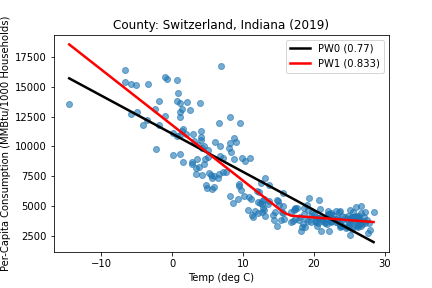 County: Switzerland, Indiana (2019)
PW0 (0.77)
PW1 (0.833)
Per-Capita Consumption (MMBtu/1000 Households)
17500
15000
12500
10000
7500
5000
2500
−10
0
10
20
30
Temp (deg C)